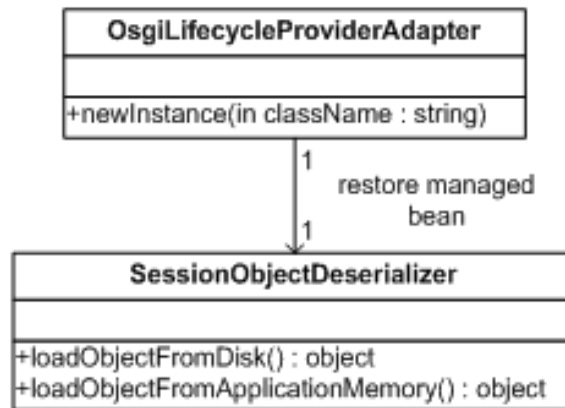 OsgiLifecycleProviderAdapter
+newInstance(in className : string)
1
restore managed
bean
1
SessionObjectDeserializer
+loadObjectFromDisk() : object
+loadObjectFromApplicationMemory() : object